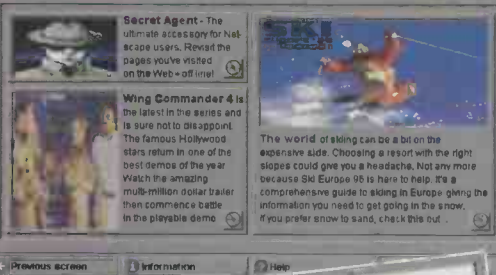 Secret Agent - The
ultimate accessory for Net-
scape users. Revisit the
pages you've visited
on the Web - off line!
Wing Commander 4 is
the latest in the series and
is sure not to disappoint.
The famous Hollywood
stars return in one of the
best demos of the year
Watch the amazing
multi-million dollar trailer
then commence battle
in the playable demo
SKI
The world of skiing can be a bit on the
expensive side. Choosing a resort with the right
slopes could give you a headache. Not any more
because Ski Europe 96 is here to help. It's a
comprehensive guide to skiing in Europe giving the
information you need to get going in the snow.
If you prefer snow to sand, check this out...
Previous screen
Information
Help